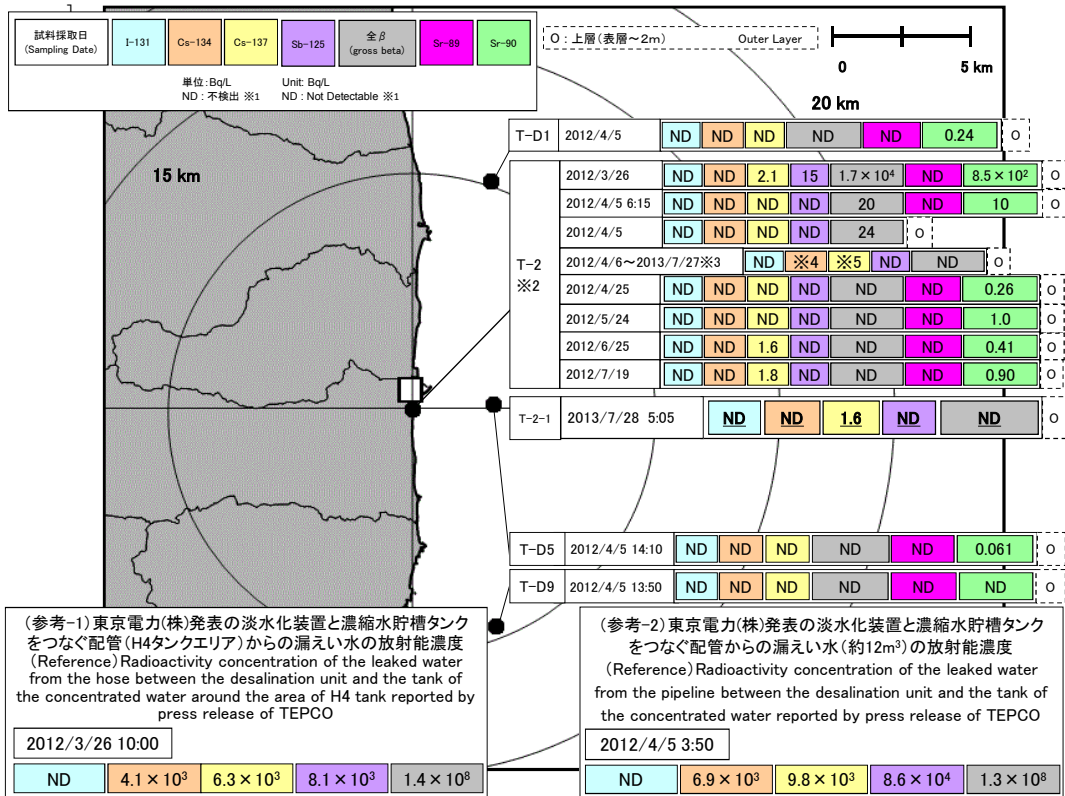 試料採取日
(Sampling Date)
I-131
Cs-134
Cs-137
Sb-125
全β
(gross beta)
Sr-89
Sr-90
単位:Bq/L Unit: Bq/L
ND : 不検出 ※1 ND : Not Detectable ※1
O : 上層(表層～2m) Outer Layer
0 5 km
20 km
15 km
T-D1 2012/4/5 ND ND ND ND ND 0.24 O
T-2
※2
2012/3/26 ND ND 2.1 15 1.7×10⁴ ND 8.5×10² O
2012/4/5 6:15 ND ND ND ND 20 ND 10 O
2012/4/5 ND ND ND ND 24 O
2012/4/6～2013/7/27※3 ND ※4 ※5 ND ND O
2012/4/25 ND ND ND ND ND ND 0.26 O
2012/5/24 ND ND ND ND ND ND 1.0 O
2012/6/25 ND ND 1.6 ND ND ND 0.41 O
2012/7/19 ND ND 1.8 ND ND ND 0.90 O
T-2-1 2013/7/28 5:05 ND ND 1.6 ND ND O
T-D5 2012/4/5 14:10 ND ND ND ND ND 0.061 O
T-D9 2012/4/5 13:50 ND ND ND ND ND ND O
(参考-1)東京電力(株)発表の淡水化装置と濃縮水貯槽タンク
をつなぐ配管(H4タンクエリア)からの漏えい水の放射能濃度
(Reference)Radioactivity concentration of the leaked water
from the hose between the desalination unit and the tank of
the concentrated water around the area of H4 tank reported by
press release of TEPCO
2012/3/26 10:00
ND 4.1×10³ 6.3×10³ 8.1×10³ 1.4×10⁸
(参考-2)東京電力(株)発表の淡水化装置と濃縮水貯槽タンク
をつなぐ配管からの漏えい水(約12m³)の放射能濃度
(Reference)Radioactivity concentration of the leaked water
from the pipeline between the desalination unit and the tank of
the concentrated water reported by press release of TEPCO
2012/4/5 3:50
ND 6.9×10³ 9.8×10³ 8.6×10⁴ 1.3×10⁸